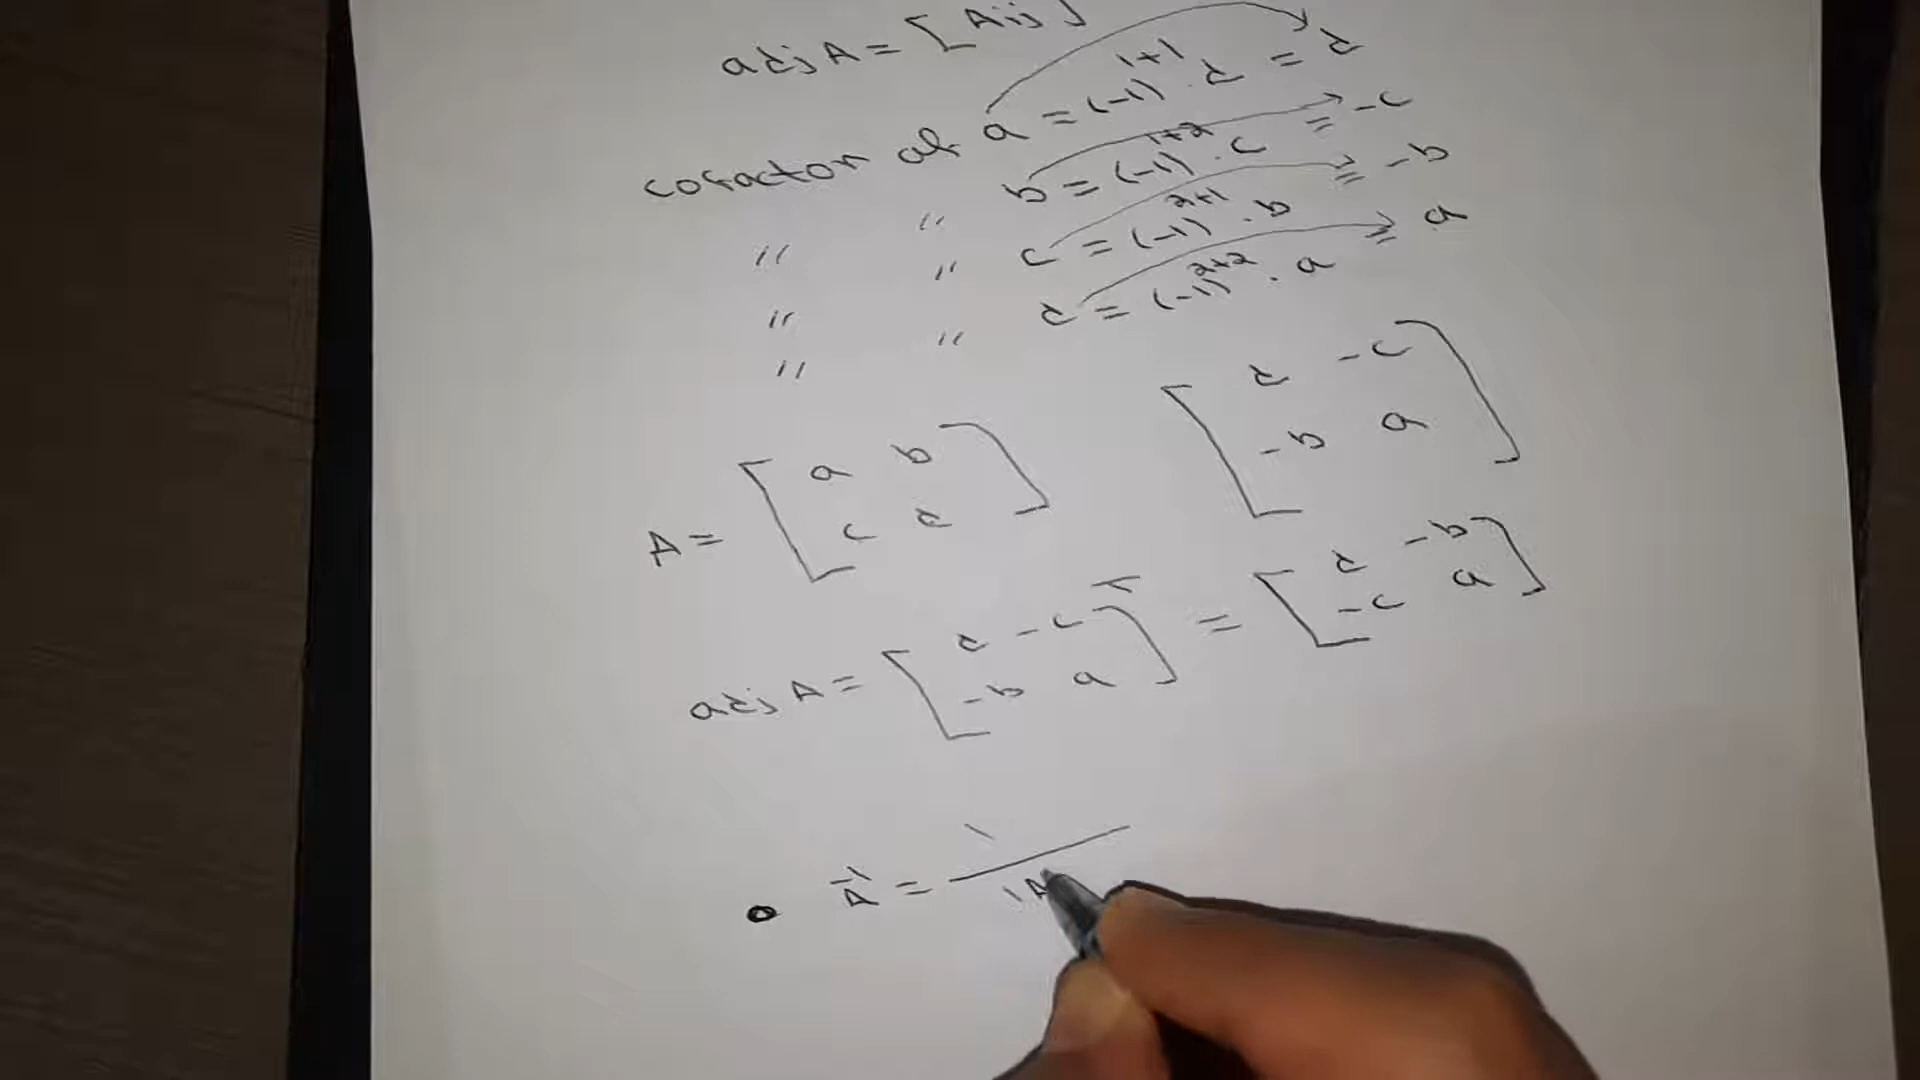 adj A = [Aij]
cofactor of a = (-1)^1+1 . d = d
" " b = (-1)^1+2 . c = -c
" " c = (-1)^2+1 . b = -b
" " d = (-1)^2+2 . a = a
A = [ a b
c d ]
[ d -c
-b a ]
adj A = [ d -c
-b a ]^T = [ d -b
-c a ]
• A^-1 = 1
|A